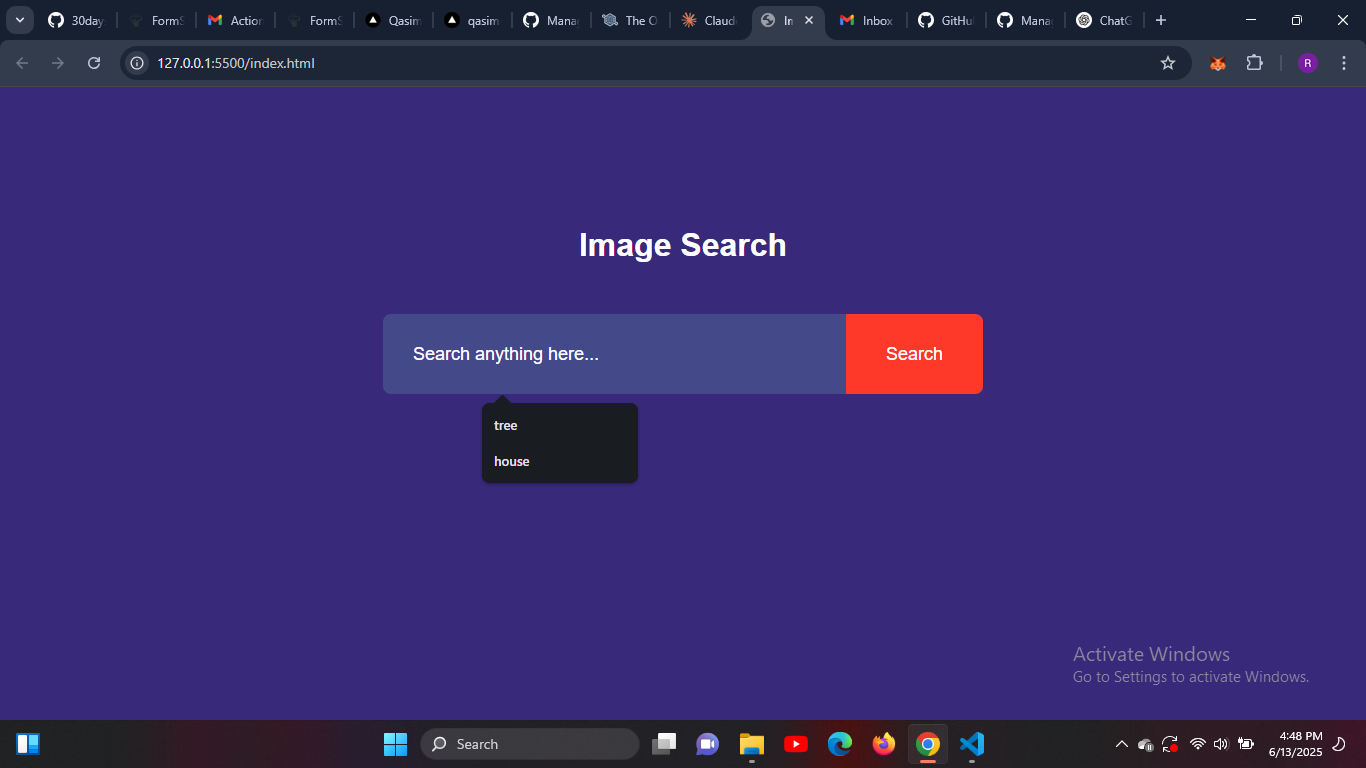 30day
FormS
Action
FormS
Qasim
qasim
Mana
The O
Claud
In
Inbox
GitHu
Mana
ChatG
127.0.0.1:5500/index.html
R
Image Search
Search anything here...
Search
tree
house
Activate Windows
Go to Settings to activate Windows.
Search
4:48 PM
6/13/2025